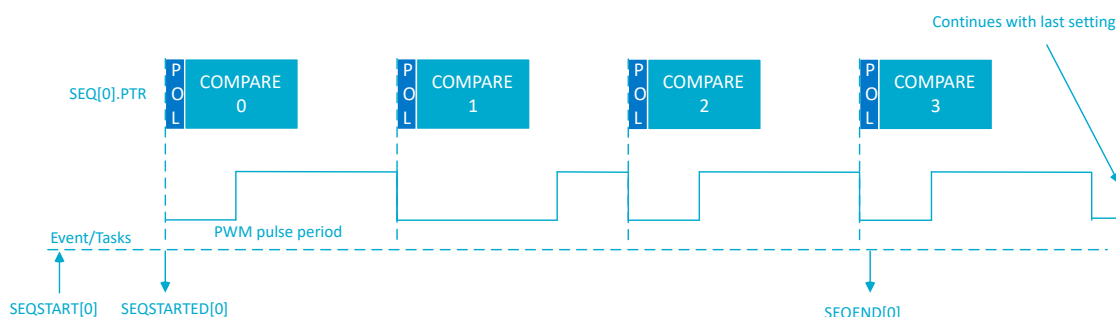 Continues with last setting
SEQ[0].PTR
P
O
L
COMPARE
0
P
O
L
COMPARE
1
P
O
L
COMPARE
2
P
O
L
COMPARE
3
Event/Tasks
PWM pulse period
SEQSTART[0]
SEQSTARTED[0]
SEQEND[0]